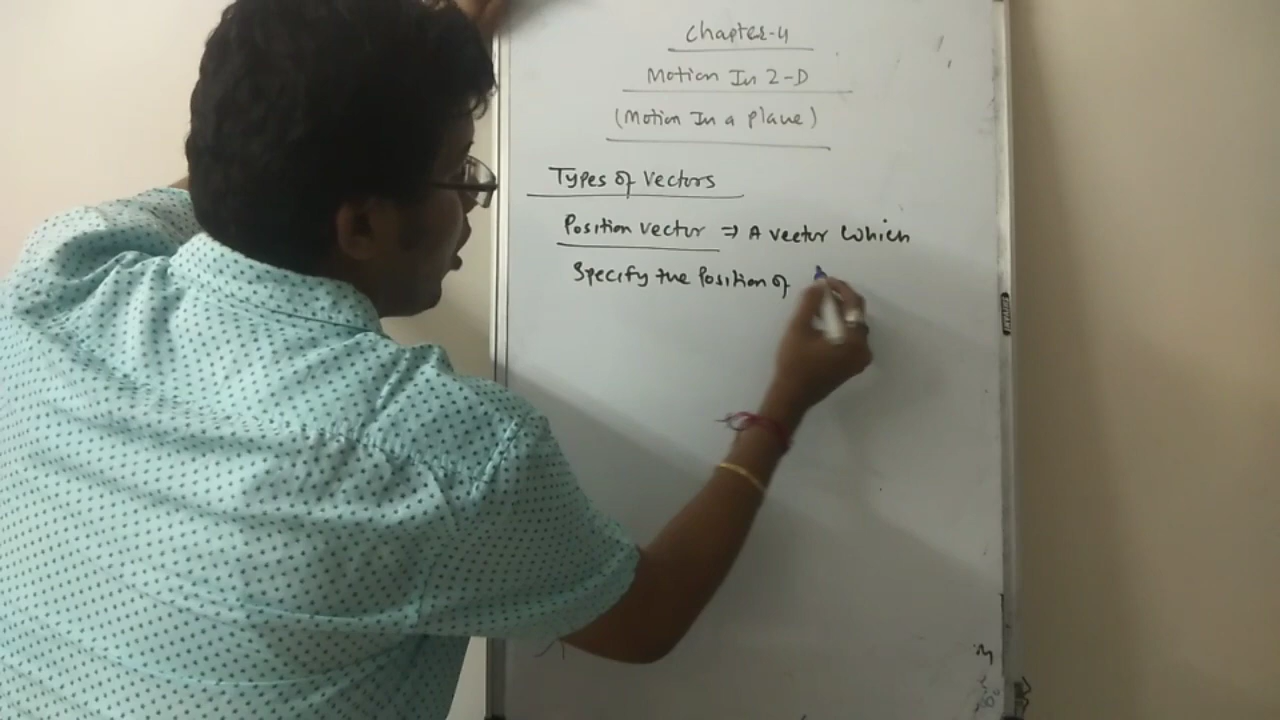 Chapter-4
Motion In 2-D
(Motion In a plane)
Types of Vectors
Position vector ⇒ A vector which
Specify the Position of